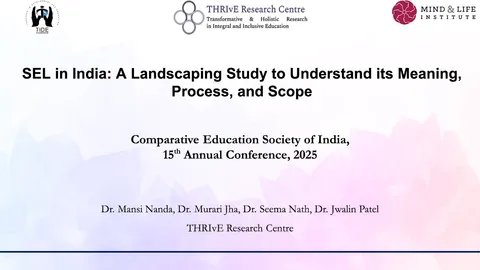 TIDE
THRIvE Research Centre
Transformative & Holistic Research
in Integral and Inclusive Education
MIND & LIFE
INSTITUTE
SEL in India: A Landscaping Study to Understand its Meaning,
Process, and Scope
Comparative Education Society of India,
15th Annual Conference, 2025
Dr. Mansi Nanda, Dr. Murari Jha, Dr. Seema Nath, Dr. Jwalin Patel
THRIvE Research Centre